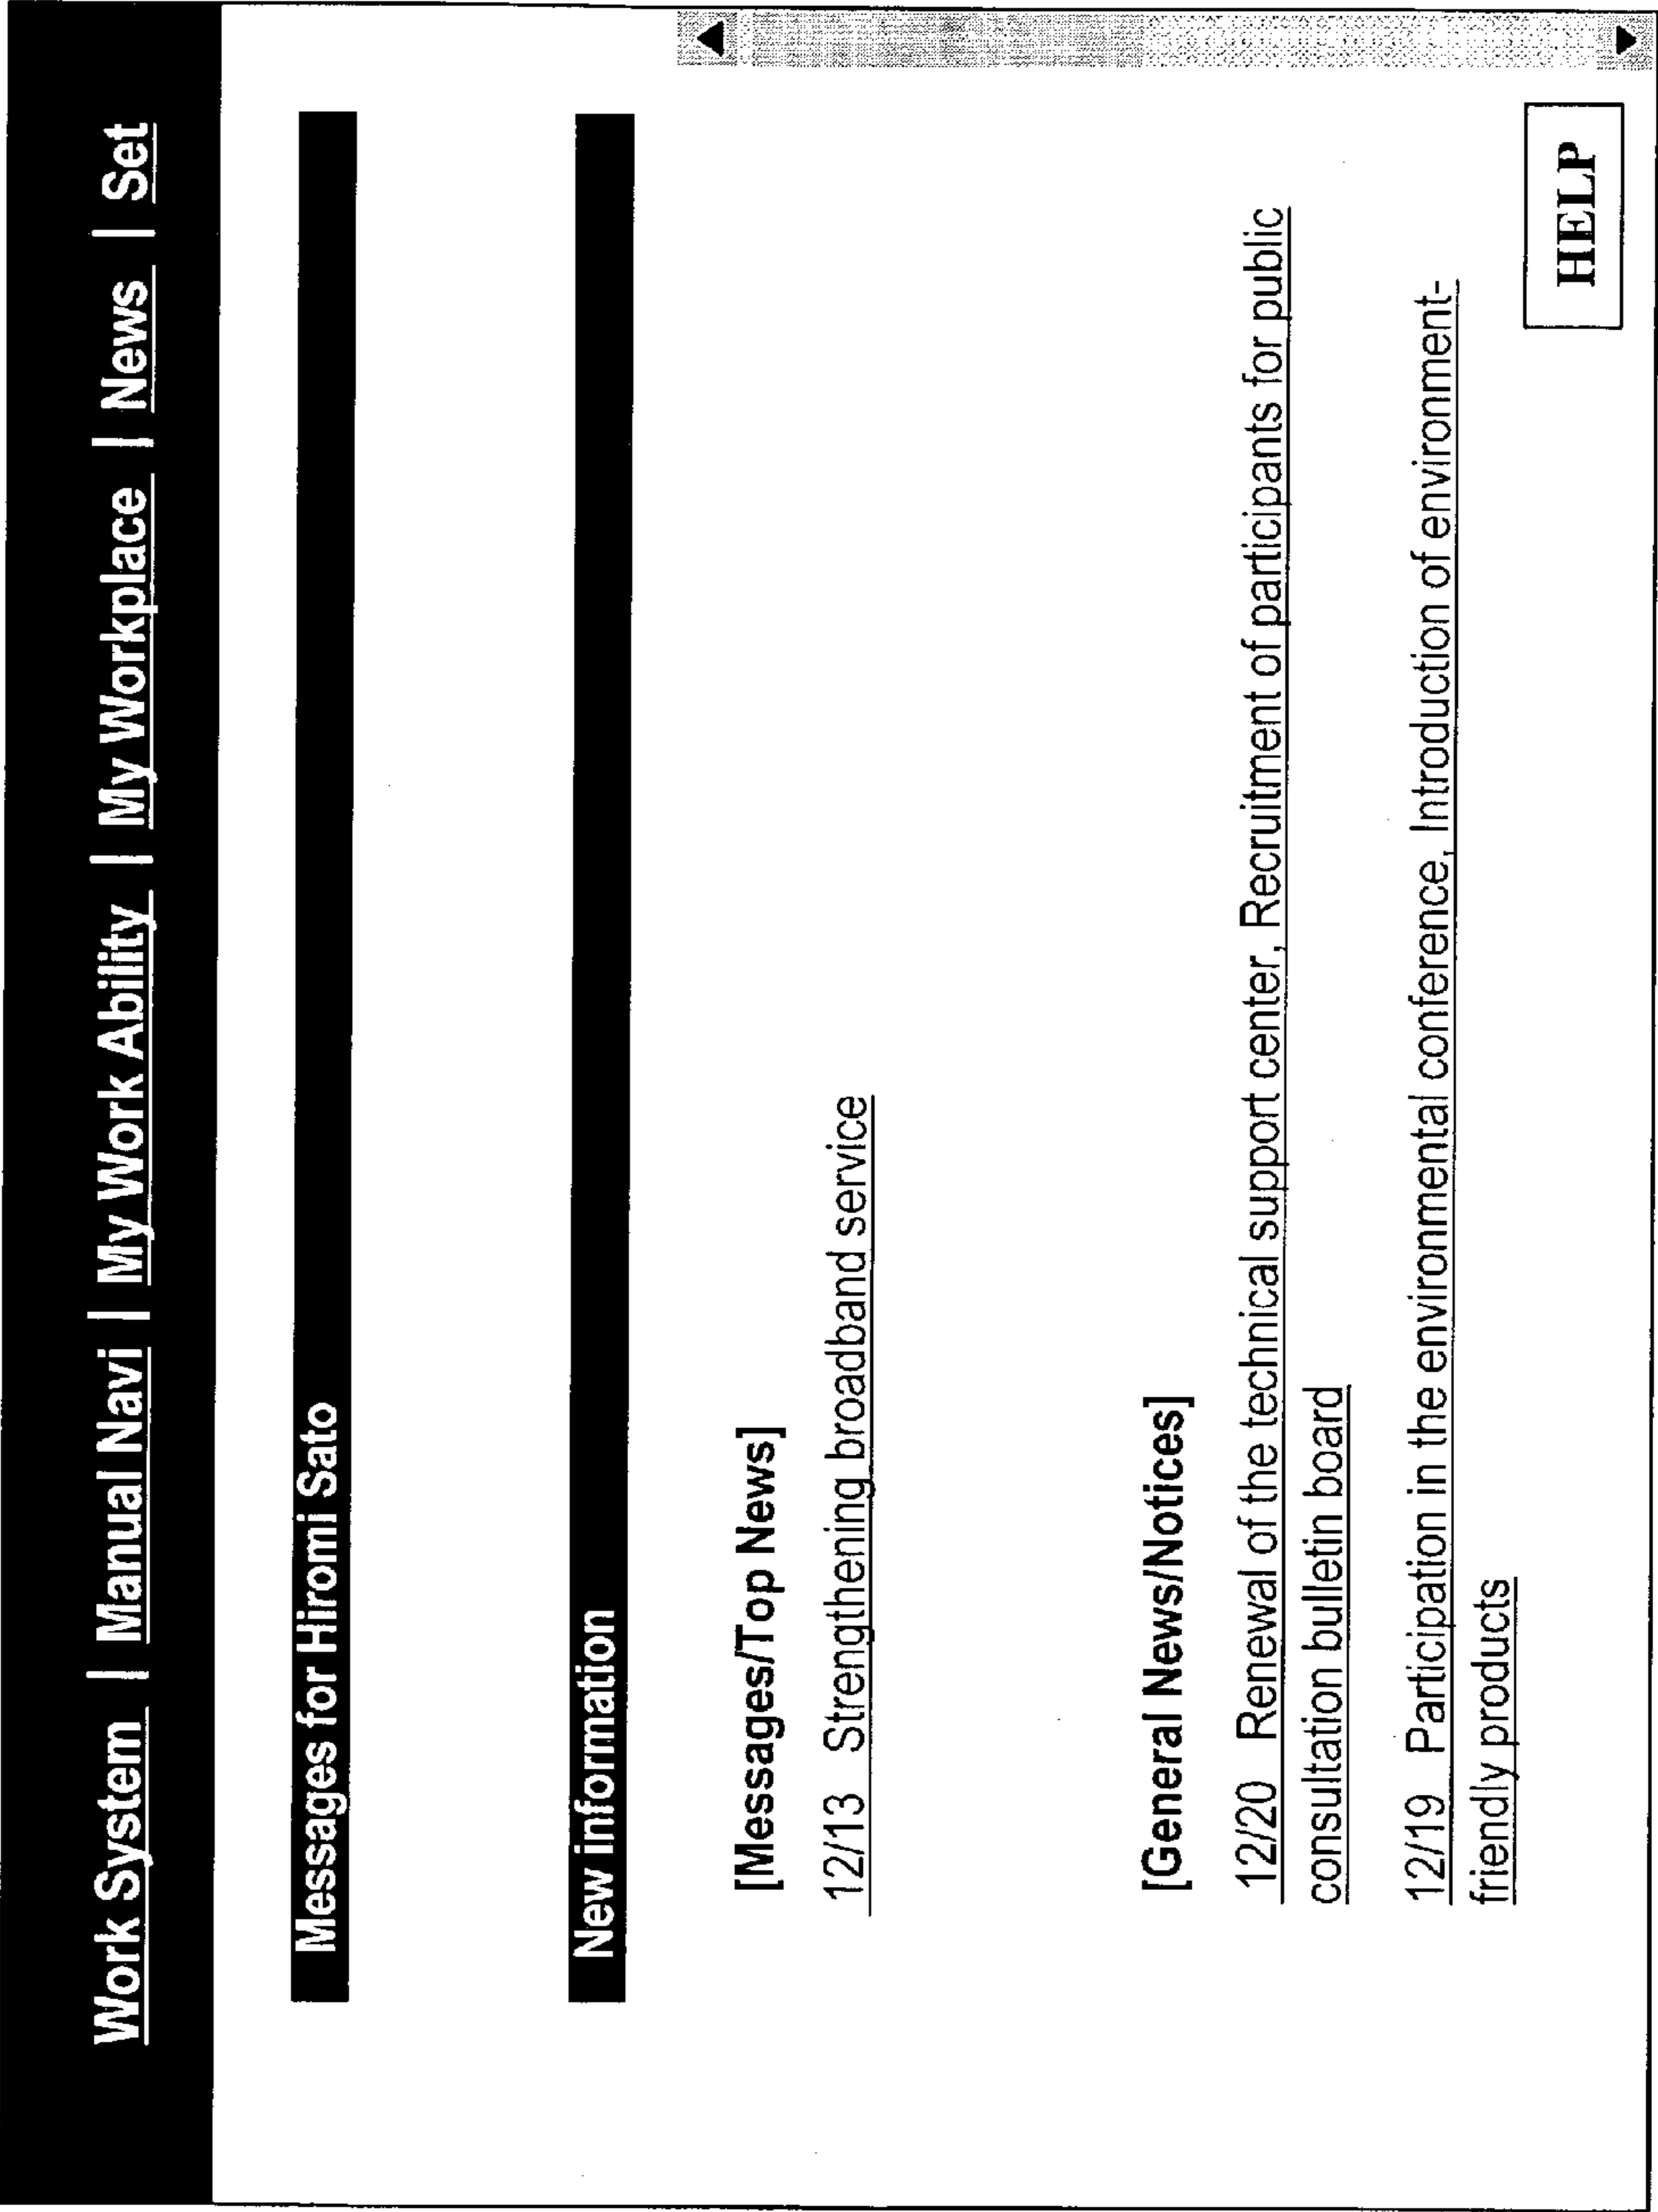 Work System | Manual Navi | My Work Ability | My Workplace | News | Set
Messages for Hiromi Sato
New information
[Messages/Top News]
12/13 Strengthening broadband service
[General News/Notices]
12/20 Renewal of the technical support center, Recruitment of participants for public
consultation bulletin board
12/19 Participation in the environmental conference, Introduction of environment-
friendly products
HELP